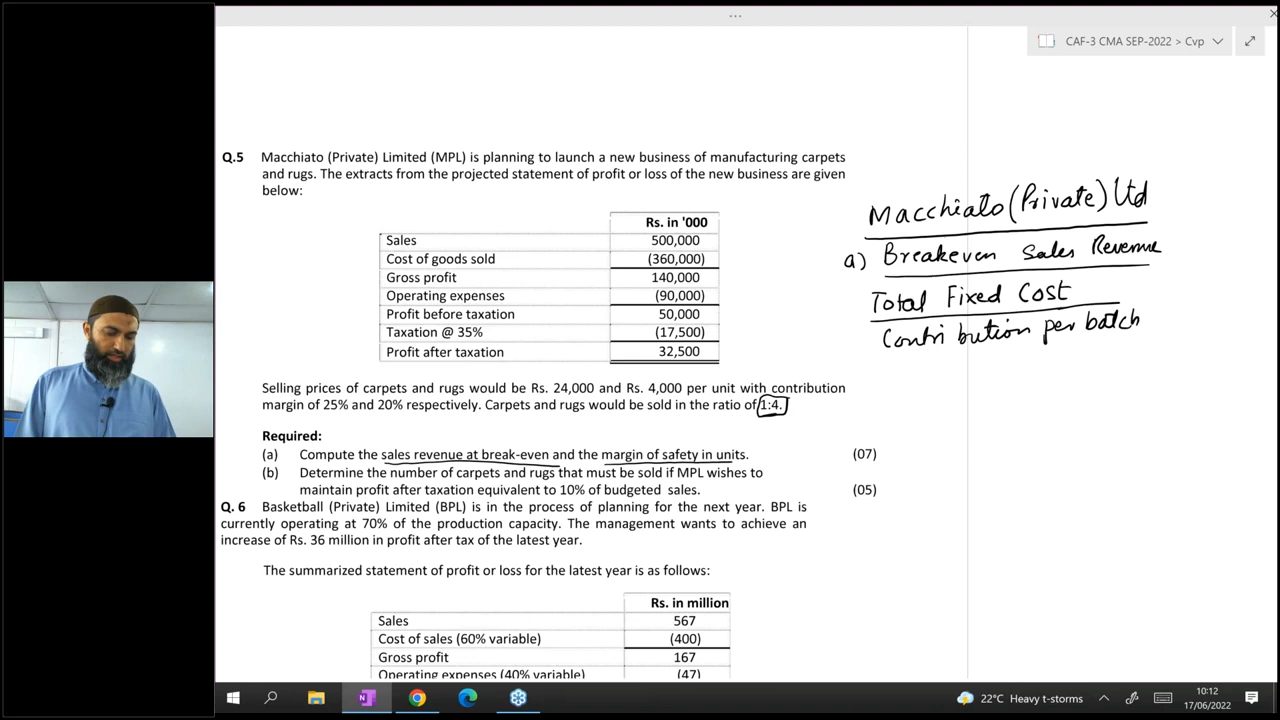 ...
CAF-3 CMA SEP-2022 > Cvp
Q.5 Macchiato (Private) Limited (MPL) is planning to launch a new business of manufacturing carpets
and rugs. The extracts from the projected statement of profit or loss of the new business are given
below:
Rs. in '000
Sales 500,000
Cost of goods sold (360,000)
Gross profit 140,000
Operating expenses (90,000)
Profit before taxation 50,000
Taxation @ 35% (17,500)
Profit after taxation 32,500
Selling prices of carpets and rugs would be Rs. 24,000 and Rs. 4,000 per unit with contribution
margin of 25% and 20% respectively. Carpets and rugs would be sold in the ratio of 1:4.
Required:
(a) Compute the sales revenue at break-even and the margin of safety in units. (07)
(b) Determine the number of carpets and rugs that must be sold if MPL wishes to
maintain profit after taxation equivalent to 10% of budgeted sales. (05)
Q. 6 Basketball (Private) Limited (BPL) is in the process of planning for the next year. BPL is
currently operating at 70% of the production capacity. The management wants to achieve an
increase of Rs. 36 million in profit after tax of the latest year.
The summarized statement of profit or loss for the latest year is as follows:
Rs. in million
Sales 567
Cost of sales (60% variable) (400)
Gross profit 167
Operating expenses (40% variable) (47)
Macchiato (Private) Ltd
a) Breakeven Sales Revenue
Total Fixed Cost
Contribution per batch
22°C Heavy t-storms
10:12
17/06/2022